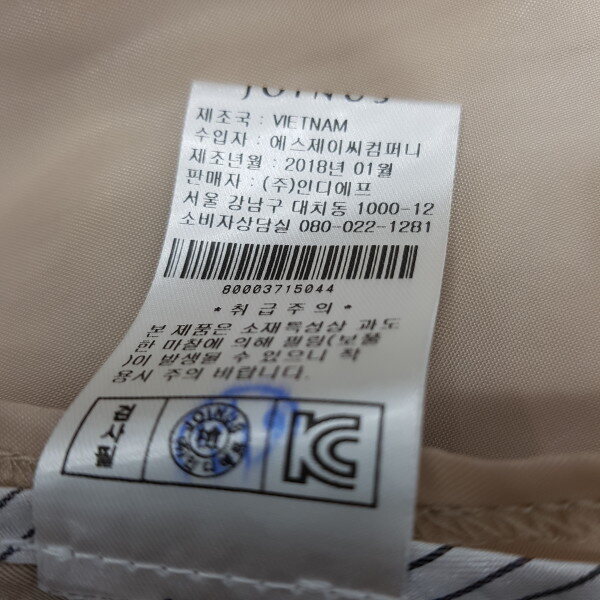 JOINUS
제조국 : VIETNAM
수입자 : 에스제이씨컴퍼니
제조년월 : 2018년 01월
판매자 : (주)인디에프
서울 강남구 대치동 1000-12
소비자상담실 080-022-1281
80003715044
* 취 급 주 의 *
본 제품은 소재특성상 과도
한 마찰에 의해 필링(보풀
)이 발생될 수 있으니 착
용시 주의 바랍니다.
검사필